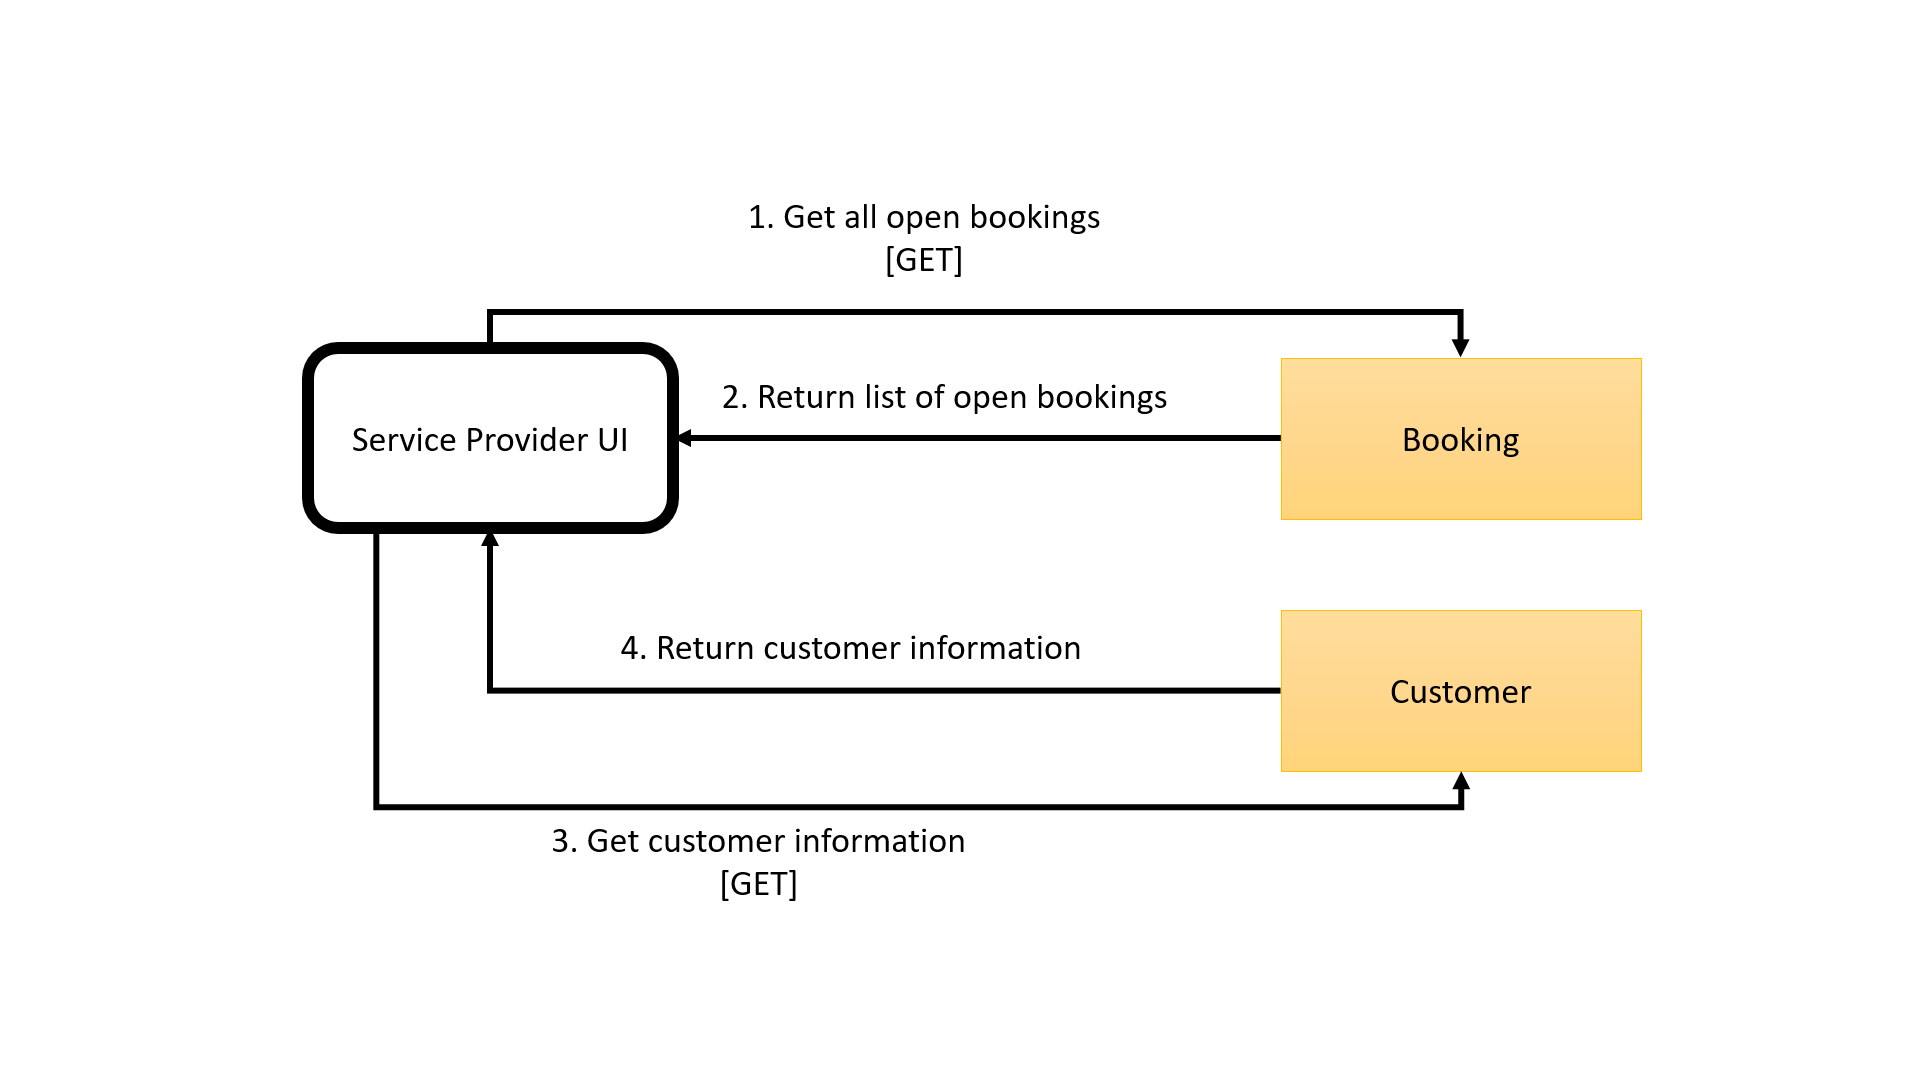 1. Get all open bookings
[GET]
2. Return list of open bookings
Service Provider UI
Booking
4. Return customer information
Customer
3. Get customer information
[GET]